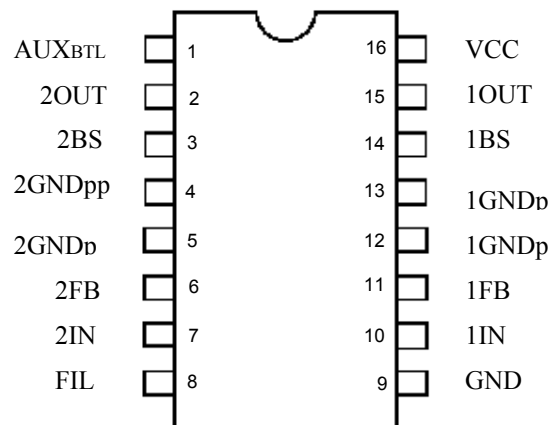 AUXBTL 1 16 VCC
2OUT 2 15 1OUT
2BS 3 14 1BS
2GNDpp 4 13 1GNDp
2GNDp 5 12 1GNDp
2FB 6 11 1FB
2IN 7 10 1IN
FIL 8 9 GND